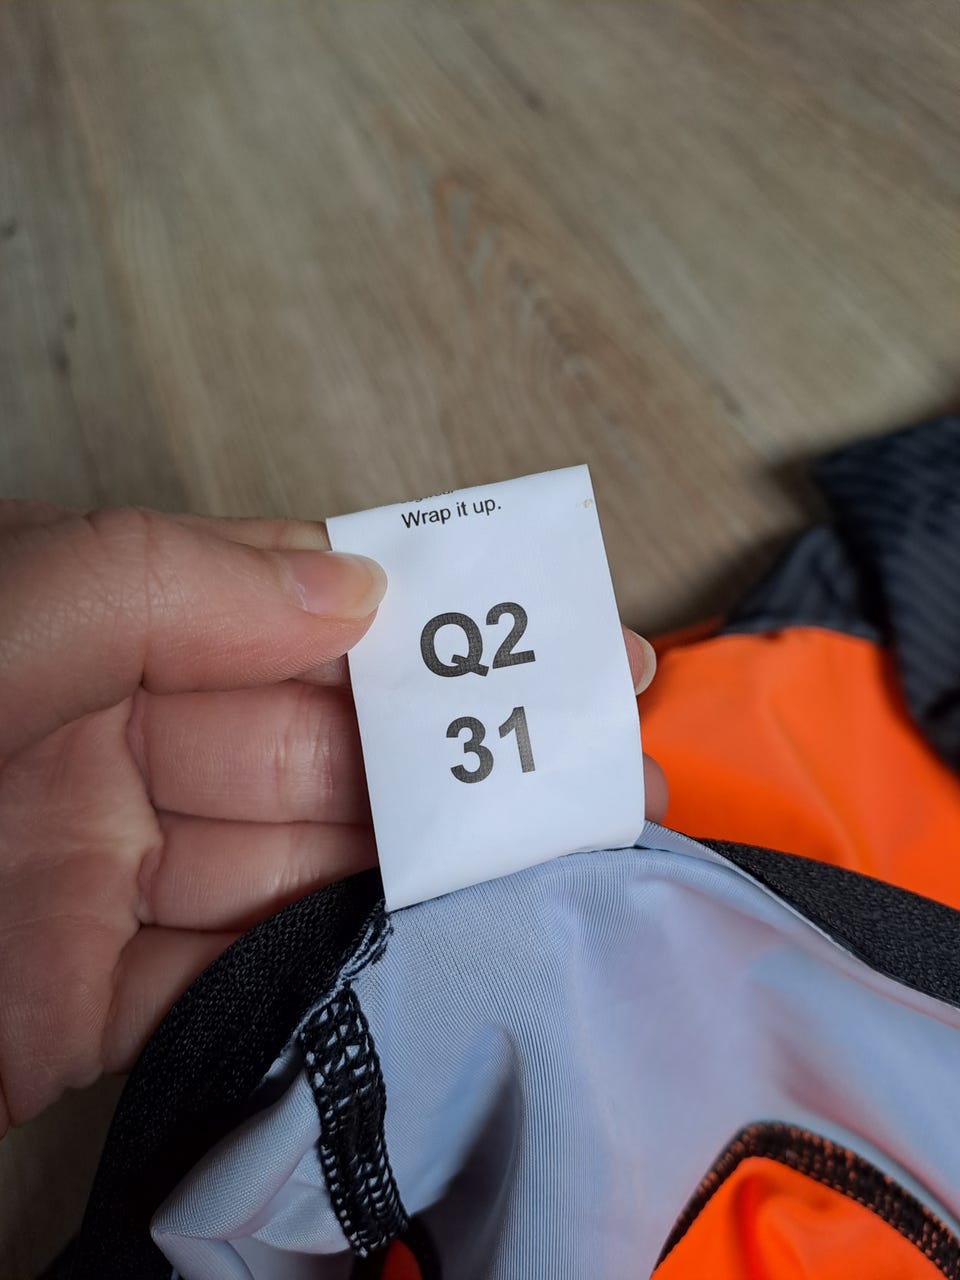 Wrap it up.
Q2
31